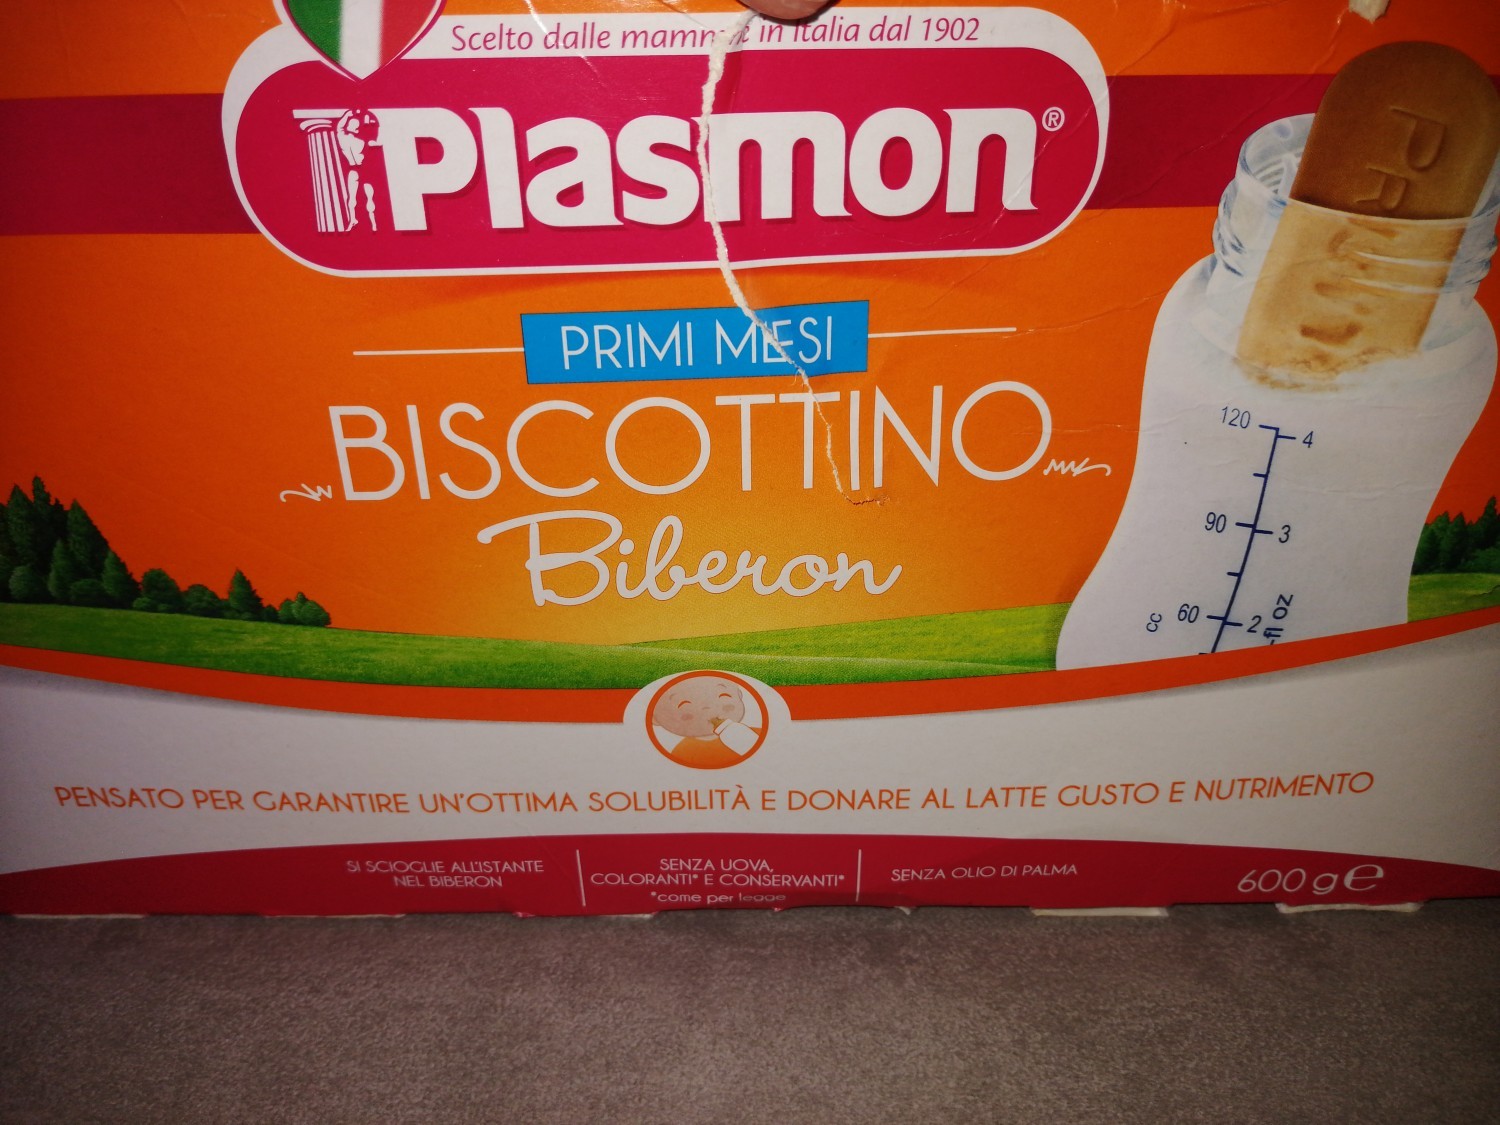 Scelto dalle mamme in Italia dal 1902
Plasmon®
PRIMI MESI
BISCOTTINO
Biberon
PR
120
4
90
3
cc
60
2
fl oz
PENSATO PER GARANTIRE UN'OTTIMA SOLUBILITÀ E DONARE AL LATTE GUSTO E NUTRIMENTO
SI SCIOGLIE ALL'ISTANTE
NEL BIBERON
SENZA UOVA,
COLORANTI* E CONSERVANTI*
*come per legge
SENZA OLIO DI PALMA
600 g e